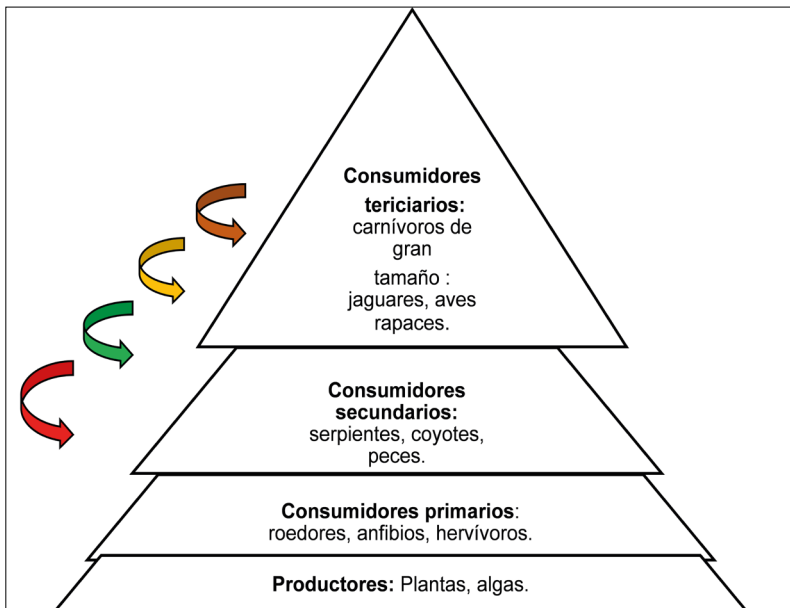 Consumidores
tericiarios:
carnívoros de
gran
tamaño :
jaguares, aves
rapaces.
Consumidores
secundarios:
serpientes, coyotes,
peces.
Consumidores primarios:
roedores, anfibios, hervívoros.
Productores: Plantas, algas.